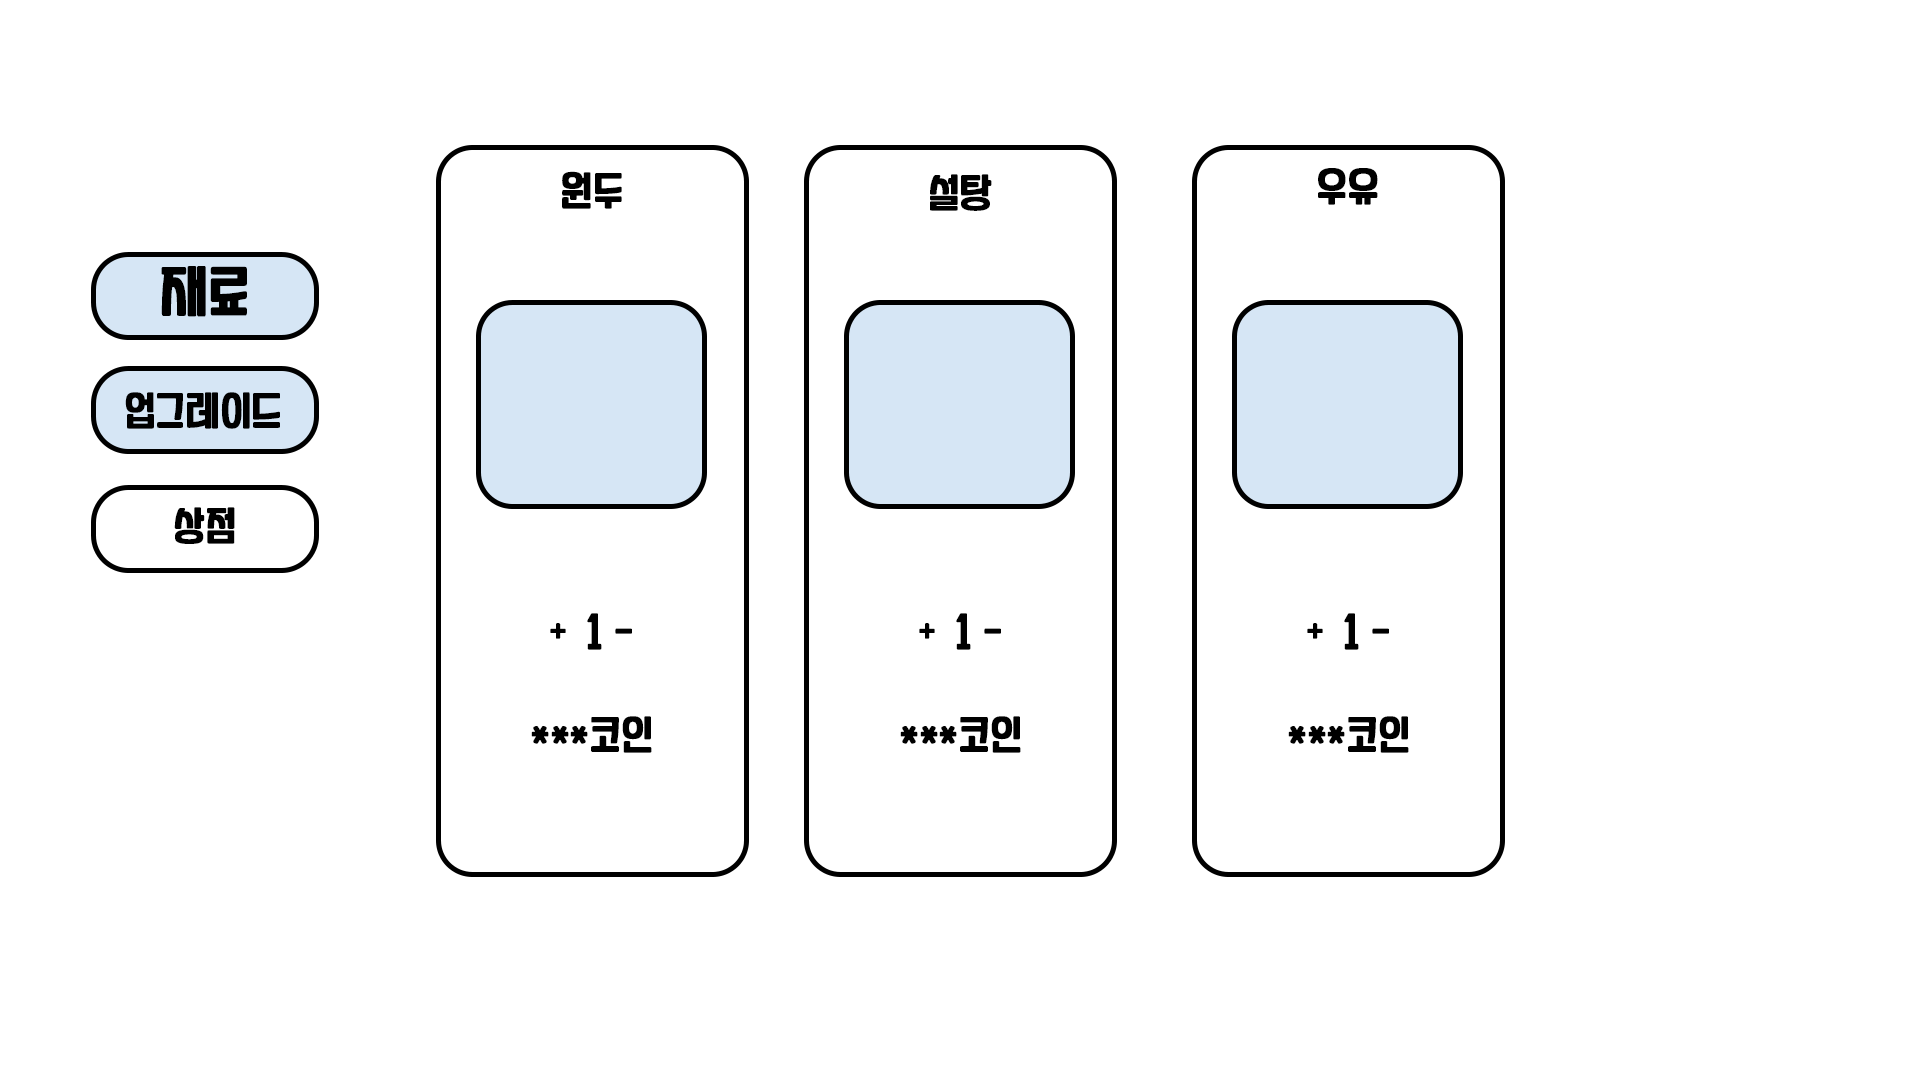 재료
업그레이드
상점
원두
+ 1 -
***코인
설탕
+ 1 -
***코인
우유
+ 1 -
***코인